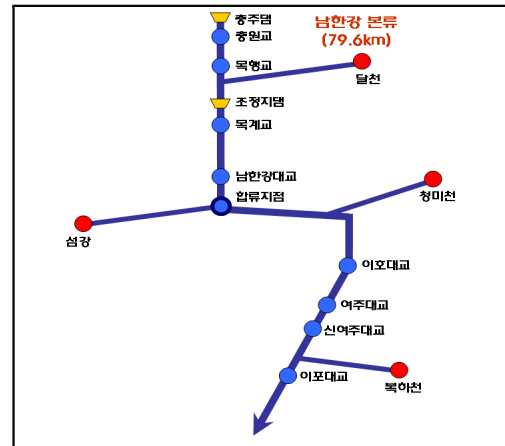 충주댐
남한강 본류
(79.6km)
충원교
목행교
달천
조정지댐
목계교
남한강대교
합류지점
청미천
섬강
이호대교
여주대교
신여주대교
이포대교
복하천